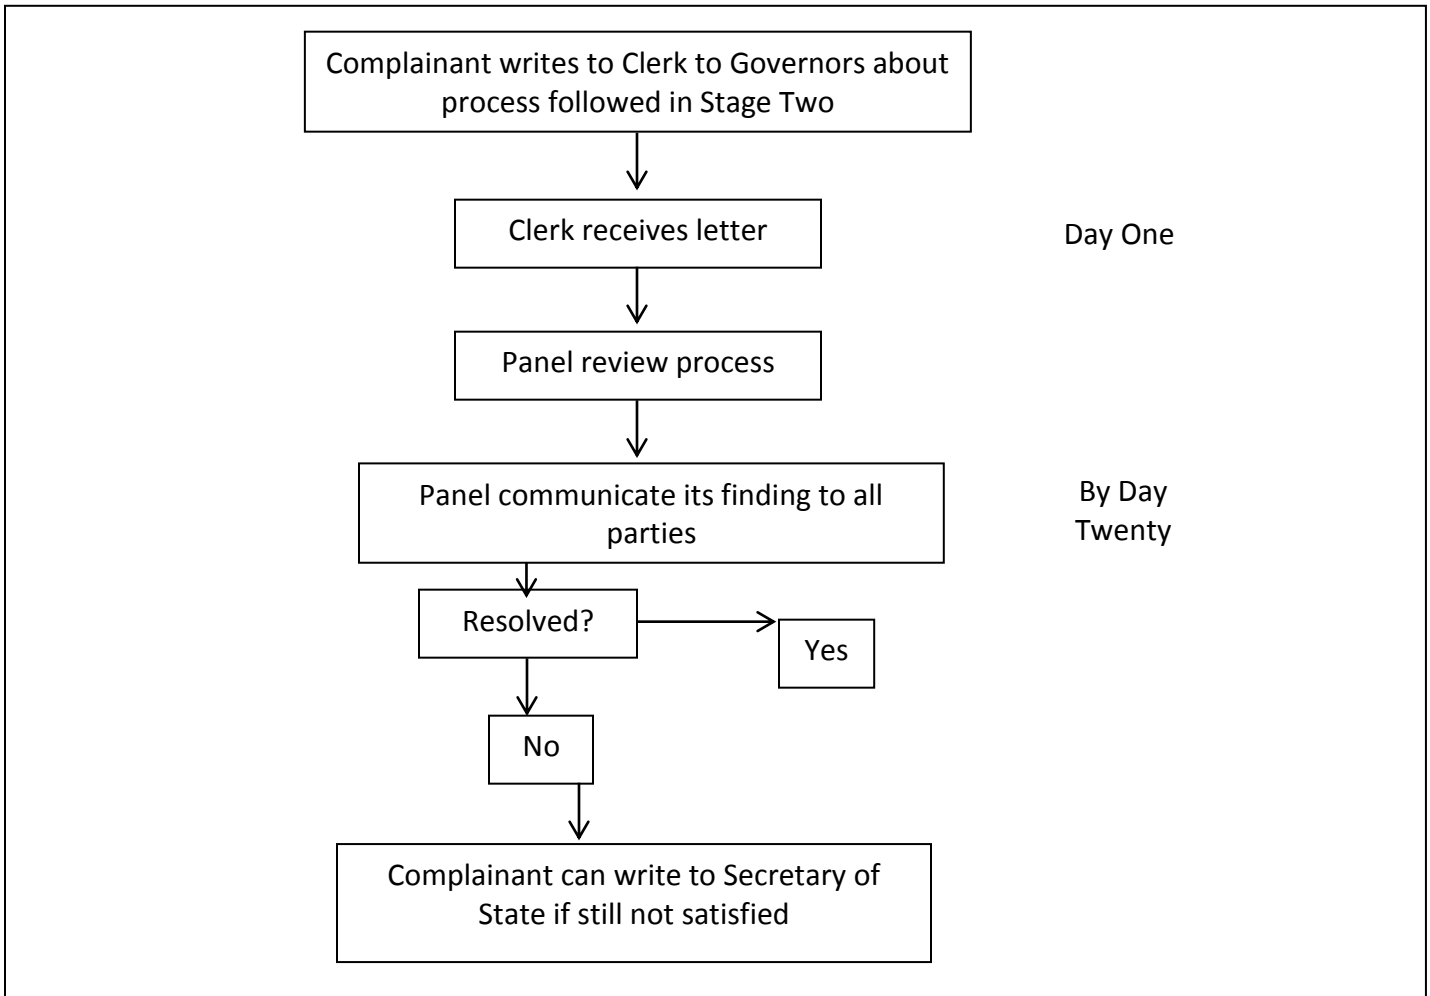 Complainant writes to Clerk to Governors about
process followed in Stage Two
Clerk receives letter
Day One
Panel review process
Panel communicate its finding to all
parties
By Day
Twenty
Resolved?
Yes
No
Complainant can write to Secretary of
State if still not satisfied